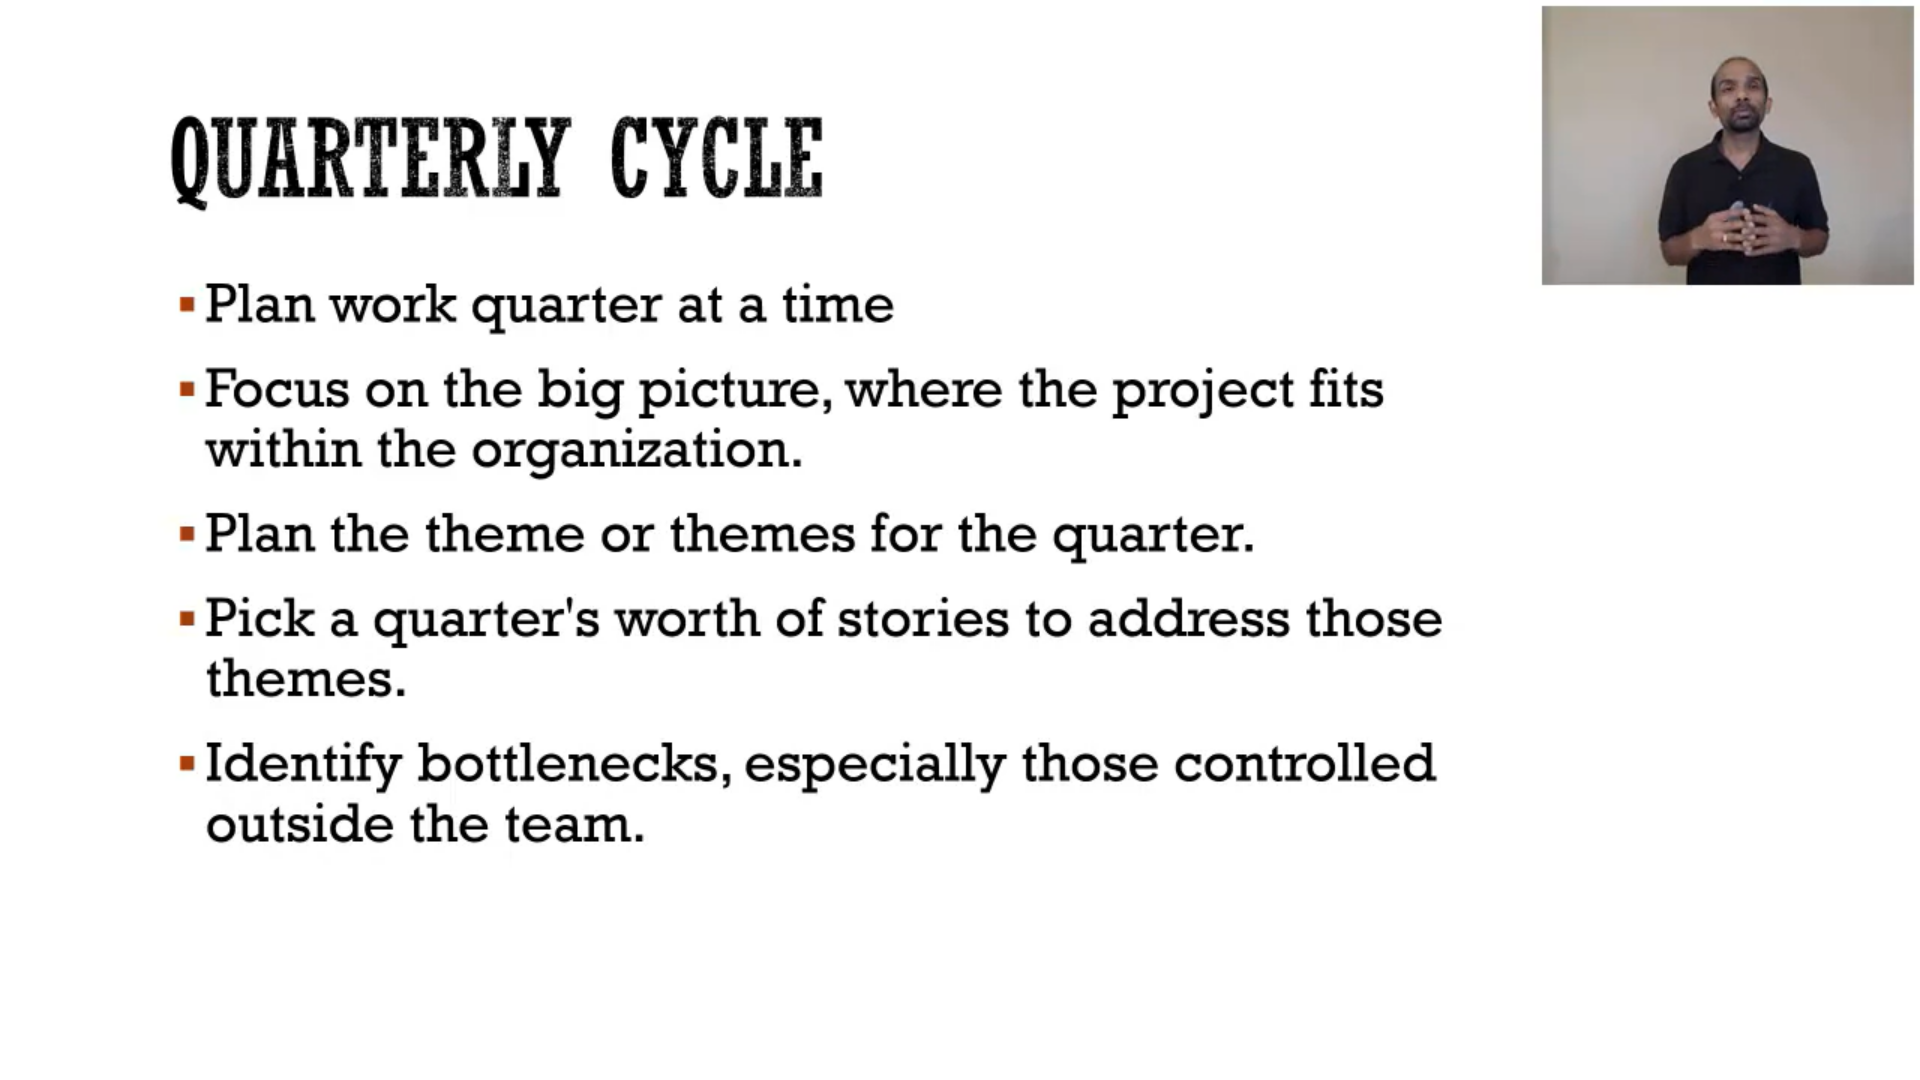 QUARTERLY CYCLE
Plan work quarter at a time
Focus on the big picture, where the project fits
within the organization.
Plan the theme or themes for the quarter.
Pick a quarter's worth of stories to address those
themes.
Identify bottlenecks, especially those controlled
outside the team.